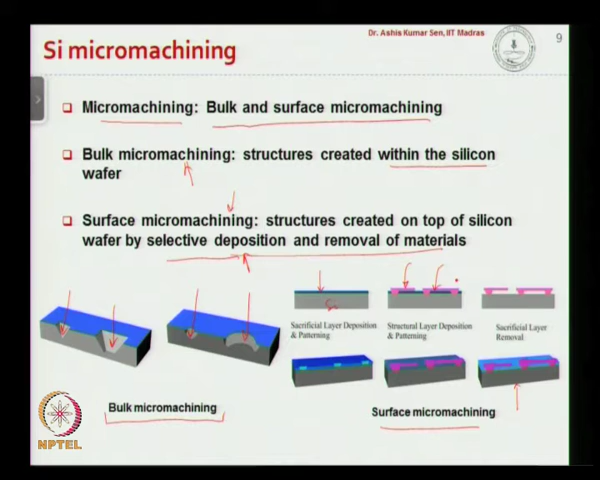 Dr. Ashis Kumar Sen, IIT Madras
9
Si micromachining
❑ Micromachining: Bulk and surface micromachining
❑ Bulk micromachining: structures created within the silicon
wafer
❑ Surface micromachining: structures created on top of silicon
wafer by selective deposition and removal of materials
Sacrificial Layer Deposition
& Patterning
Structural Layer Deposition
& Patterning
Sacrificial Layer
Removal
Bulk micromachining
Surface micromachining
NPTEL